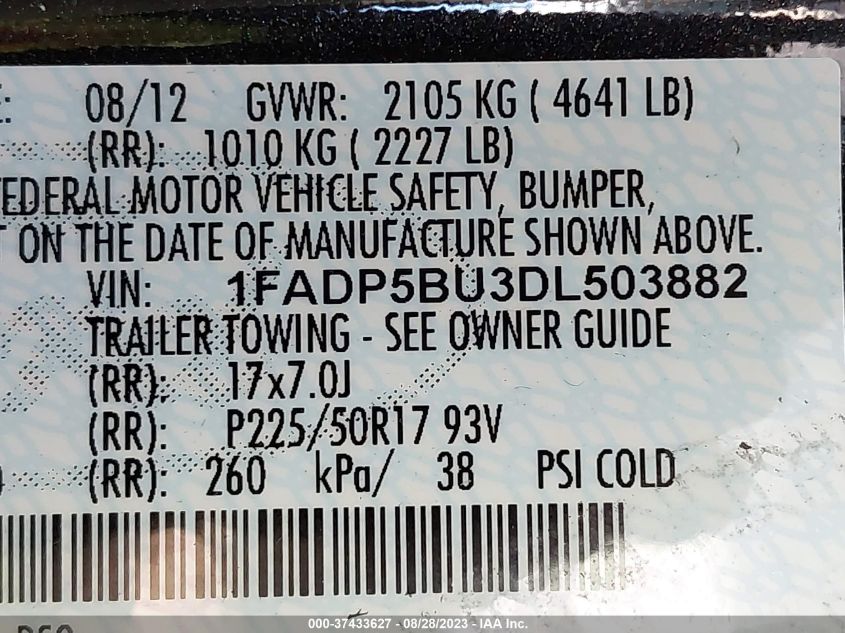 08/12 GVWR: 2105 KG ( 4641 LB)
(RR): 1010 KG ( 2227 LB)
FEDERAL MOTOR VEHICLE SAFETY, BUMPER,
T ON THE DATE OF MANUFACTURE SHOWN ABOVE.
VIN: 1FADP5BU3DL503882
TRAILER TOWING - SEE OWNER GUIDE
(RR): 17x7.0J
(RR): P225/50R17 93V
(RR): 260 kPa/ 38 PSI COLD
000-37433627 - 08/28/2023 - IAA Inc.